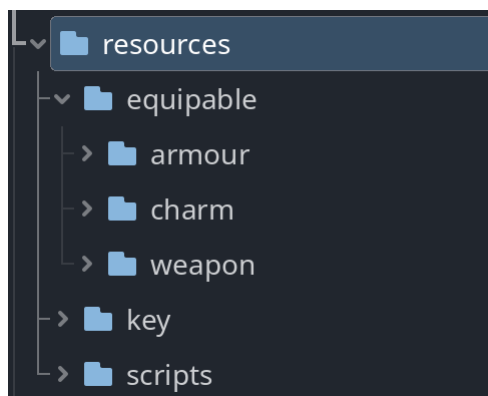 resources
equipable
armour
charm
weapon
key
scripts